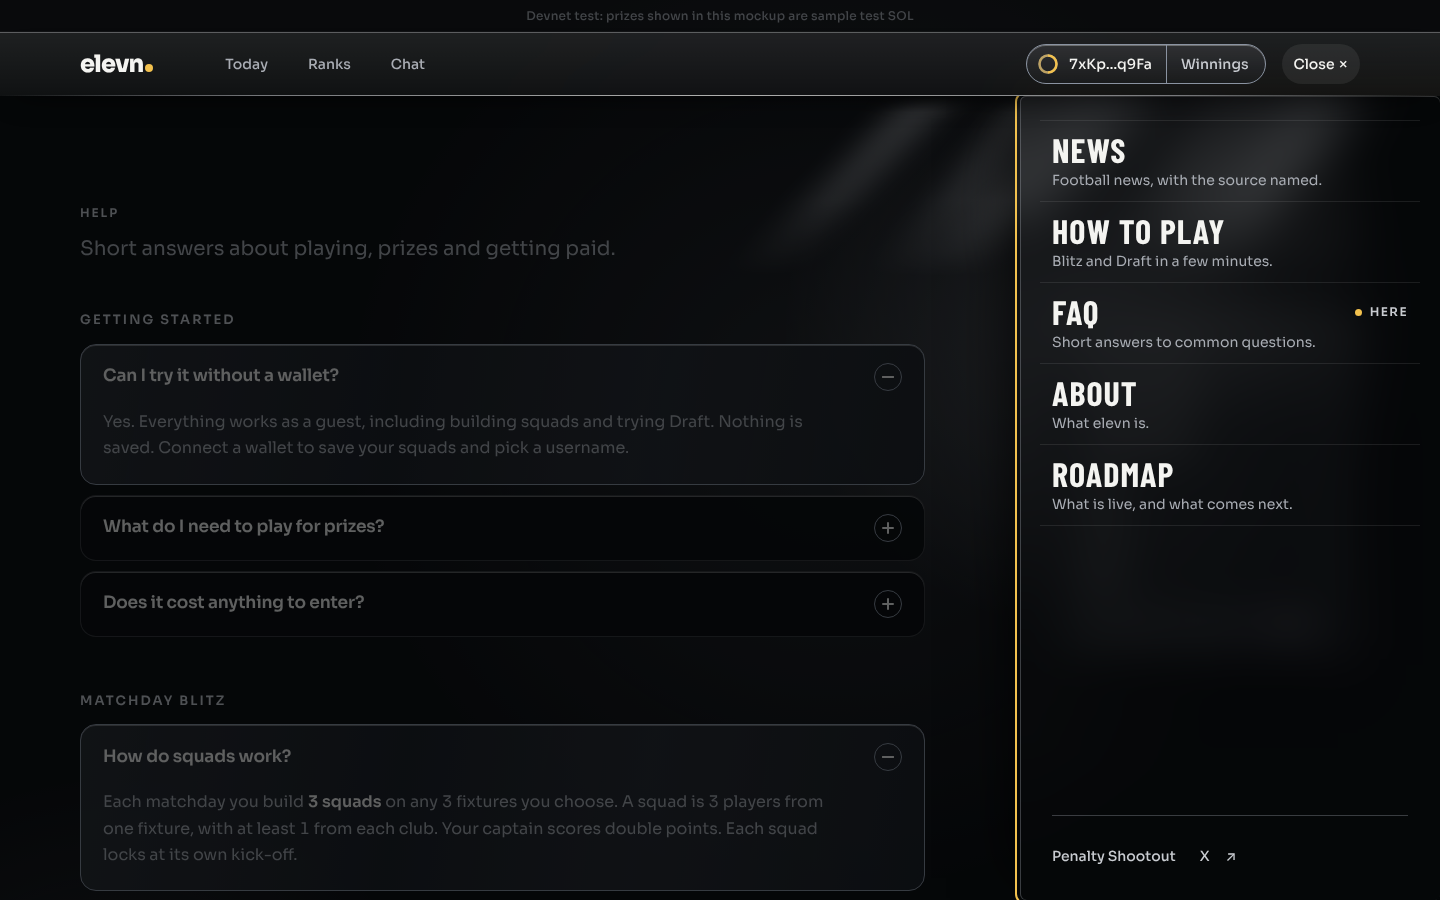 Devnet test: prizes shown in this mockup are sample test SOL
elevn.
Today
Ranks
Chat
7xKp...q9Fa
Winnings
Close ×
HELP
Short answers about playing, prizes and getting paid.
GETTING STARTED
Can I try it without a wallet?
Yes. Everything works as a guest, including building squads and trying Draft. Nothing is
saved. Connect a wallet to save your squads and pick a username.
What do I need to play for prizes?
Does it cost anything to enter?
MATCHDAY BLITZ
How do squads work?
Each matchday you build 3 squads on any 3 fixtures you choose. A squad is 3 players from
one fixture, with at least 1 from each club. Your captain scores double points. Each squad
locks at its own kick-off.
NEWS
Football news, with the source named.
HOW TO PLAY
Blitz and Draft in a few minutes.
FAQ
HERE
Short answers to common questions.
ABOUT
What elevn is.
ROADMAP
What is live, and what comes next.
Penalty Shootout
X ↗